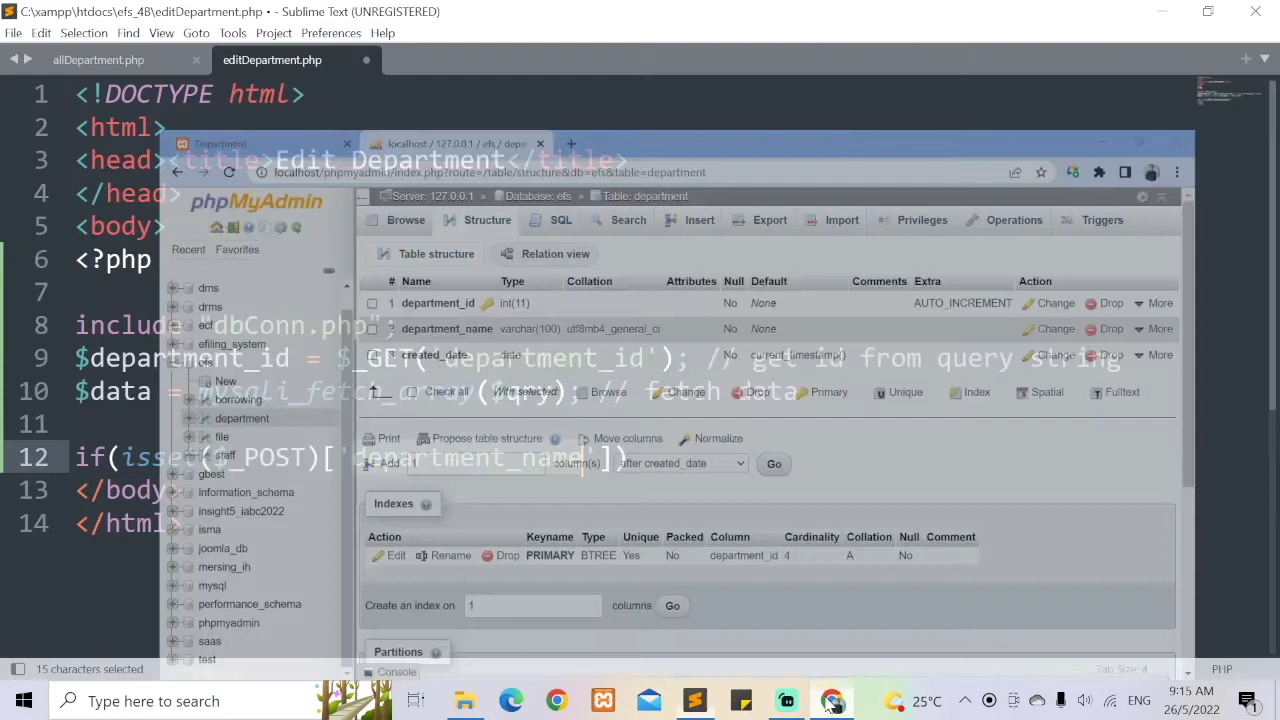 C:\xampp\htdocs\efs_4B\editDepartment.php • - Sublime Text (UNREGISTERED)
File Edit Selection Find View Goto Tools Project Preferences Help
allDepartment.php editDepartment.php
1 <!DOCTYPE html>
2 <html>
3 <head><title>Edit Department</title>
4 </head>
5 <body>
6 <?php
7
8 include "dbConn.php";
9 $department_id = $_GET('department_id'); // get id from query string
10 $data = mysqli_fetch_array($qry); // fetch data
11
12 if(isset($_POST)['department_name'])
13 </body>
14 </html>
Department localhost / 127.0.0.1 / efs / depa
localhost/phpmyadmin/index.php?route=/table/structure&db=efs&table=department
phpMyAdmin
Recent Favorites
dms
drms
ecf
efiling_system
efs
New
borrowing
department
file
staff
gbest
information_schema
insight5_iabc2022
isma
joomla_db
mersing_ih
mysql
performance_schema
phpmyadmin
saas
test
Server: 127.0.0.1 » Database: efs » Table: department
Browse Structure SQL Search Insert Export Import Privileges Operations Triggers
Table structure Relation view
# Name Type Collation Attributes Null Default Comments Extra Action
1 department_id int(11) No None AUTO_INCREMENT Change Drop More
2 department_name varchar(100) utf8mb4_general_ci No None Change Drop More
3 created_date date No current_timestamp() Change Drop More
Check all With selected: Browse Change Drop Primary Unique Index Spatial Fulltext
Print Propose table structure Move columns Normalize
Add 1 column(s) after created_date Go
Indexes
Action Keyname Type Unique Packed Column Cardinality Collation Null Comment
Edit Rename Drop PRIMARY BTREE Yes No department_id 4 A No
Create an index on 1 columns Go
Partitions
Console
15 characters selected Tab Size: 4 PHP
Type here to search
25°C ENG 9:15 AM
26/5/2022
1